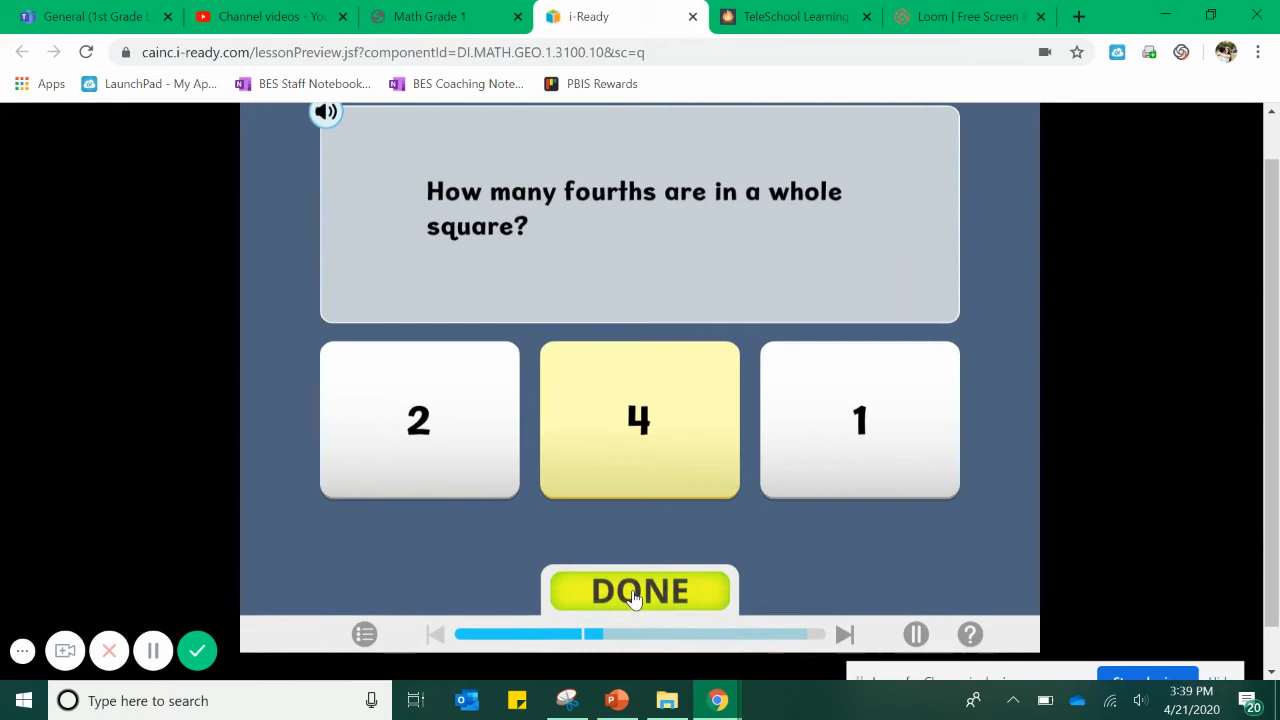 General (1st Grade L
Channel videos - You
Math Grade 1
i-Ready
TeleSchool Learning
Loom | Free Screen
cainc.i-ready.com/lessonPreview.jsf?componentId=DI.MATH.GEO.1.3100.10&sc=q
Apps
LaunchPad - My Ap...
BES Staff Notebook...
BES Coaching Note...
PBIS Rewards
How many fourths are in a whole
square?
2
4
1
DONE
?
Type here to search
3:39 PM
4/21/2020
20